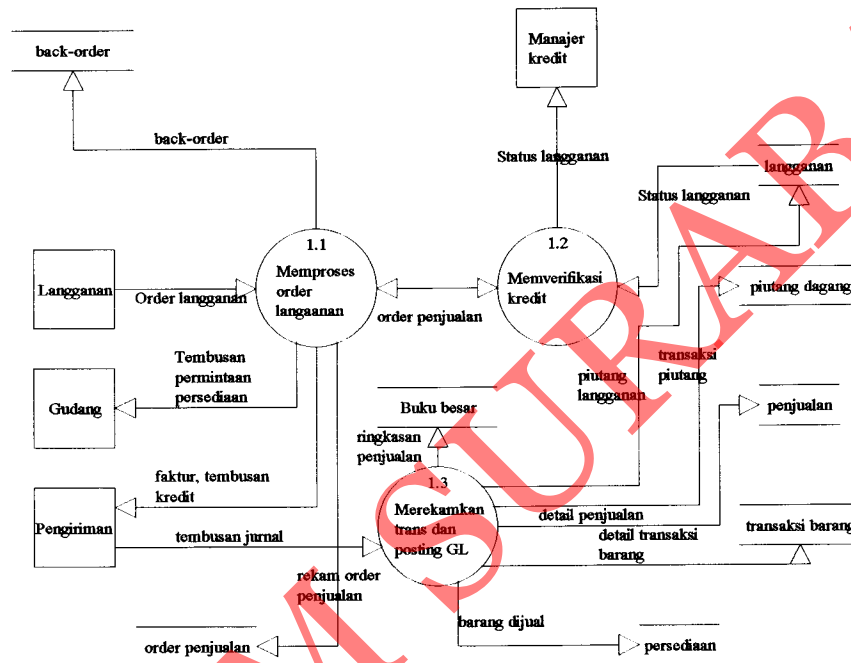 Manajer
kredit
back-order
back-order
Status langganan
langganan
Status langganan
1.1
Memproses
order
langaanan
1.2
Memverifikasi
kredit
Langganan
Order langganan
order penjualan
piutang dagang
Tembusan
permintaan
persediaan
transaksi
piutang
piutang
langganan
Gudang
Buku besar
penjualan
ringkasan
penjualan
faktur, tembusan
kredit
1.3
Merekamkan
trans dan
posting GL
detail penjualan
detail transaksi
barang
transaksi barang
Pengiriman
tembusan jurnal
rekam order
penjualan
barang dijual
order penjualan
persediaan
M SURAB